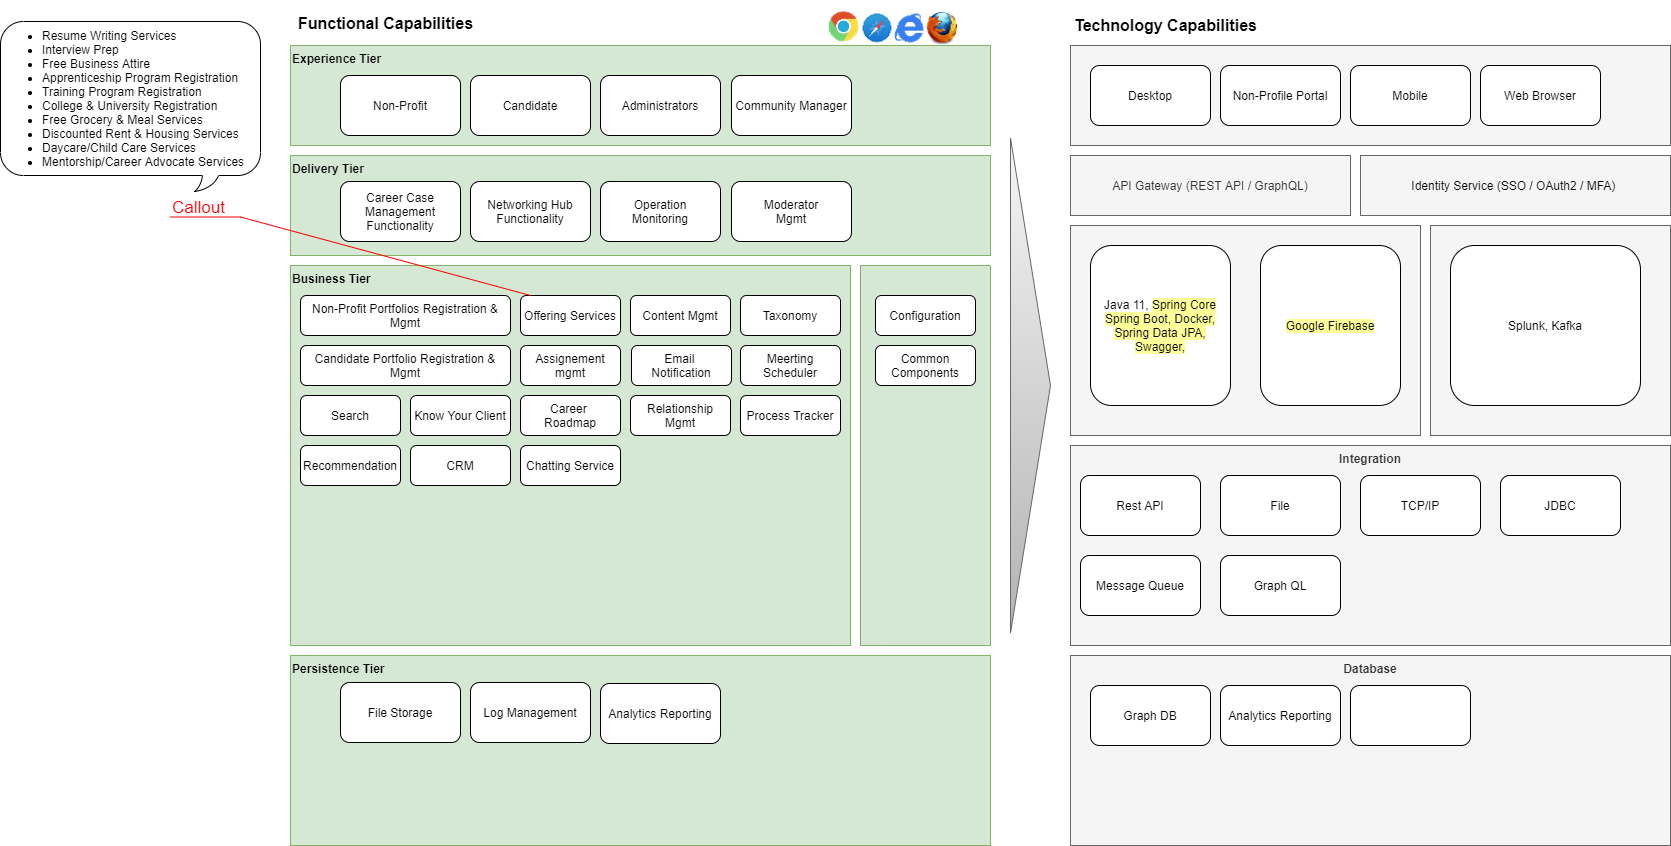 Resume Writing Services
Interview Prep
Free Business Attire
Apprenticeship Program Registration
Training Program Registration
College & University Registration
Free Grocery & Meal Services
Discounted Rent & Housing Services
Daycare/Child Care Services
Mentorship/Career Advocate Services
Callout
Functional Capabilities
Experience Tier
Non-Profit
Candidate
Administrators
Community Manager
Delivery Tier
Career Case
Management
Functionality
Networking Hub
Functionality
Operation
Monitoring
Moderator
Mgmt
Business Tier
Non-Profit Portfolios Registration &
Mgmt
Offering Services
Content Mgmt
Taxonomy
Candidate Portfolio Registration &
Mgmt
Assignement
mgmt
Email
Notification
Meerting
Scheduler
Search
Know Your Client
Career
Roadmap
Relationship
Mgmt
Process Tracker
Recommendation
CRM
Chatting Service
Configuration
Common
Components
Persistence Tier
File Storage
Log Management
Analytics Reporting
Technology Capabilities
Desktop
Non-Profile Portal
Mobile
Web Browser
API Gateway (REST API / GraphQL)
Identity Service (SSO / OAuth2 / MFA)
Java 11, Spring Core
Spring Boot, Docker,
Spring Data JPA,
Swagger,
Google Firebase
Splunk, Kafka
Integration
Rest API
File
TCP/IP
JDBC
Message Queue
Graph QL
Database
Graph DB
Analytics Reporting